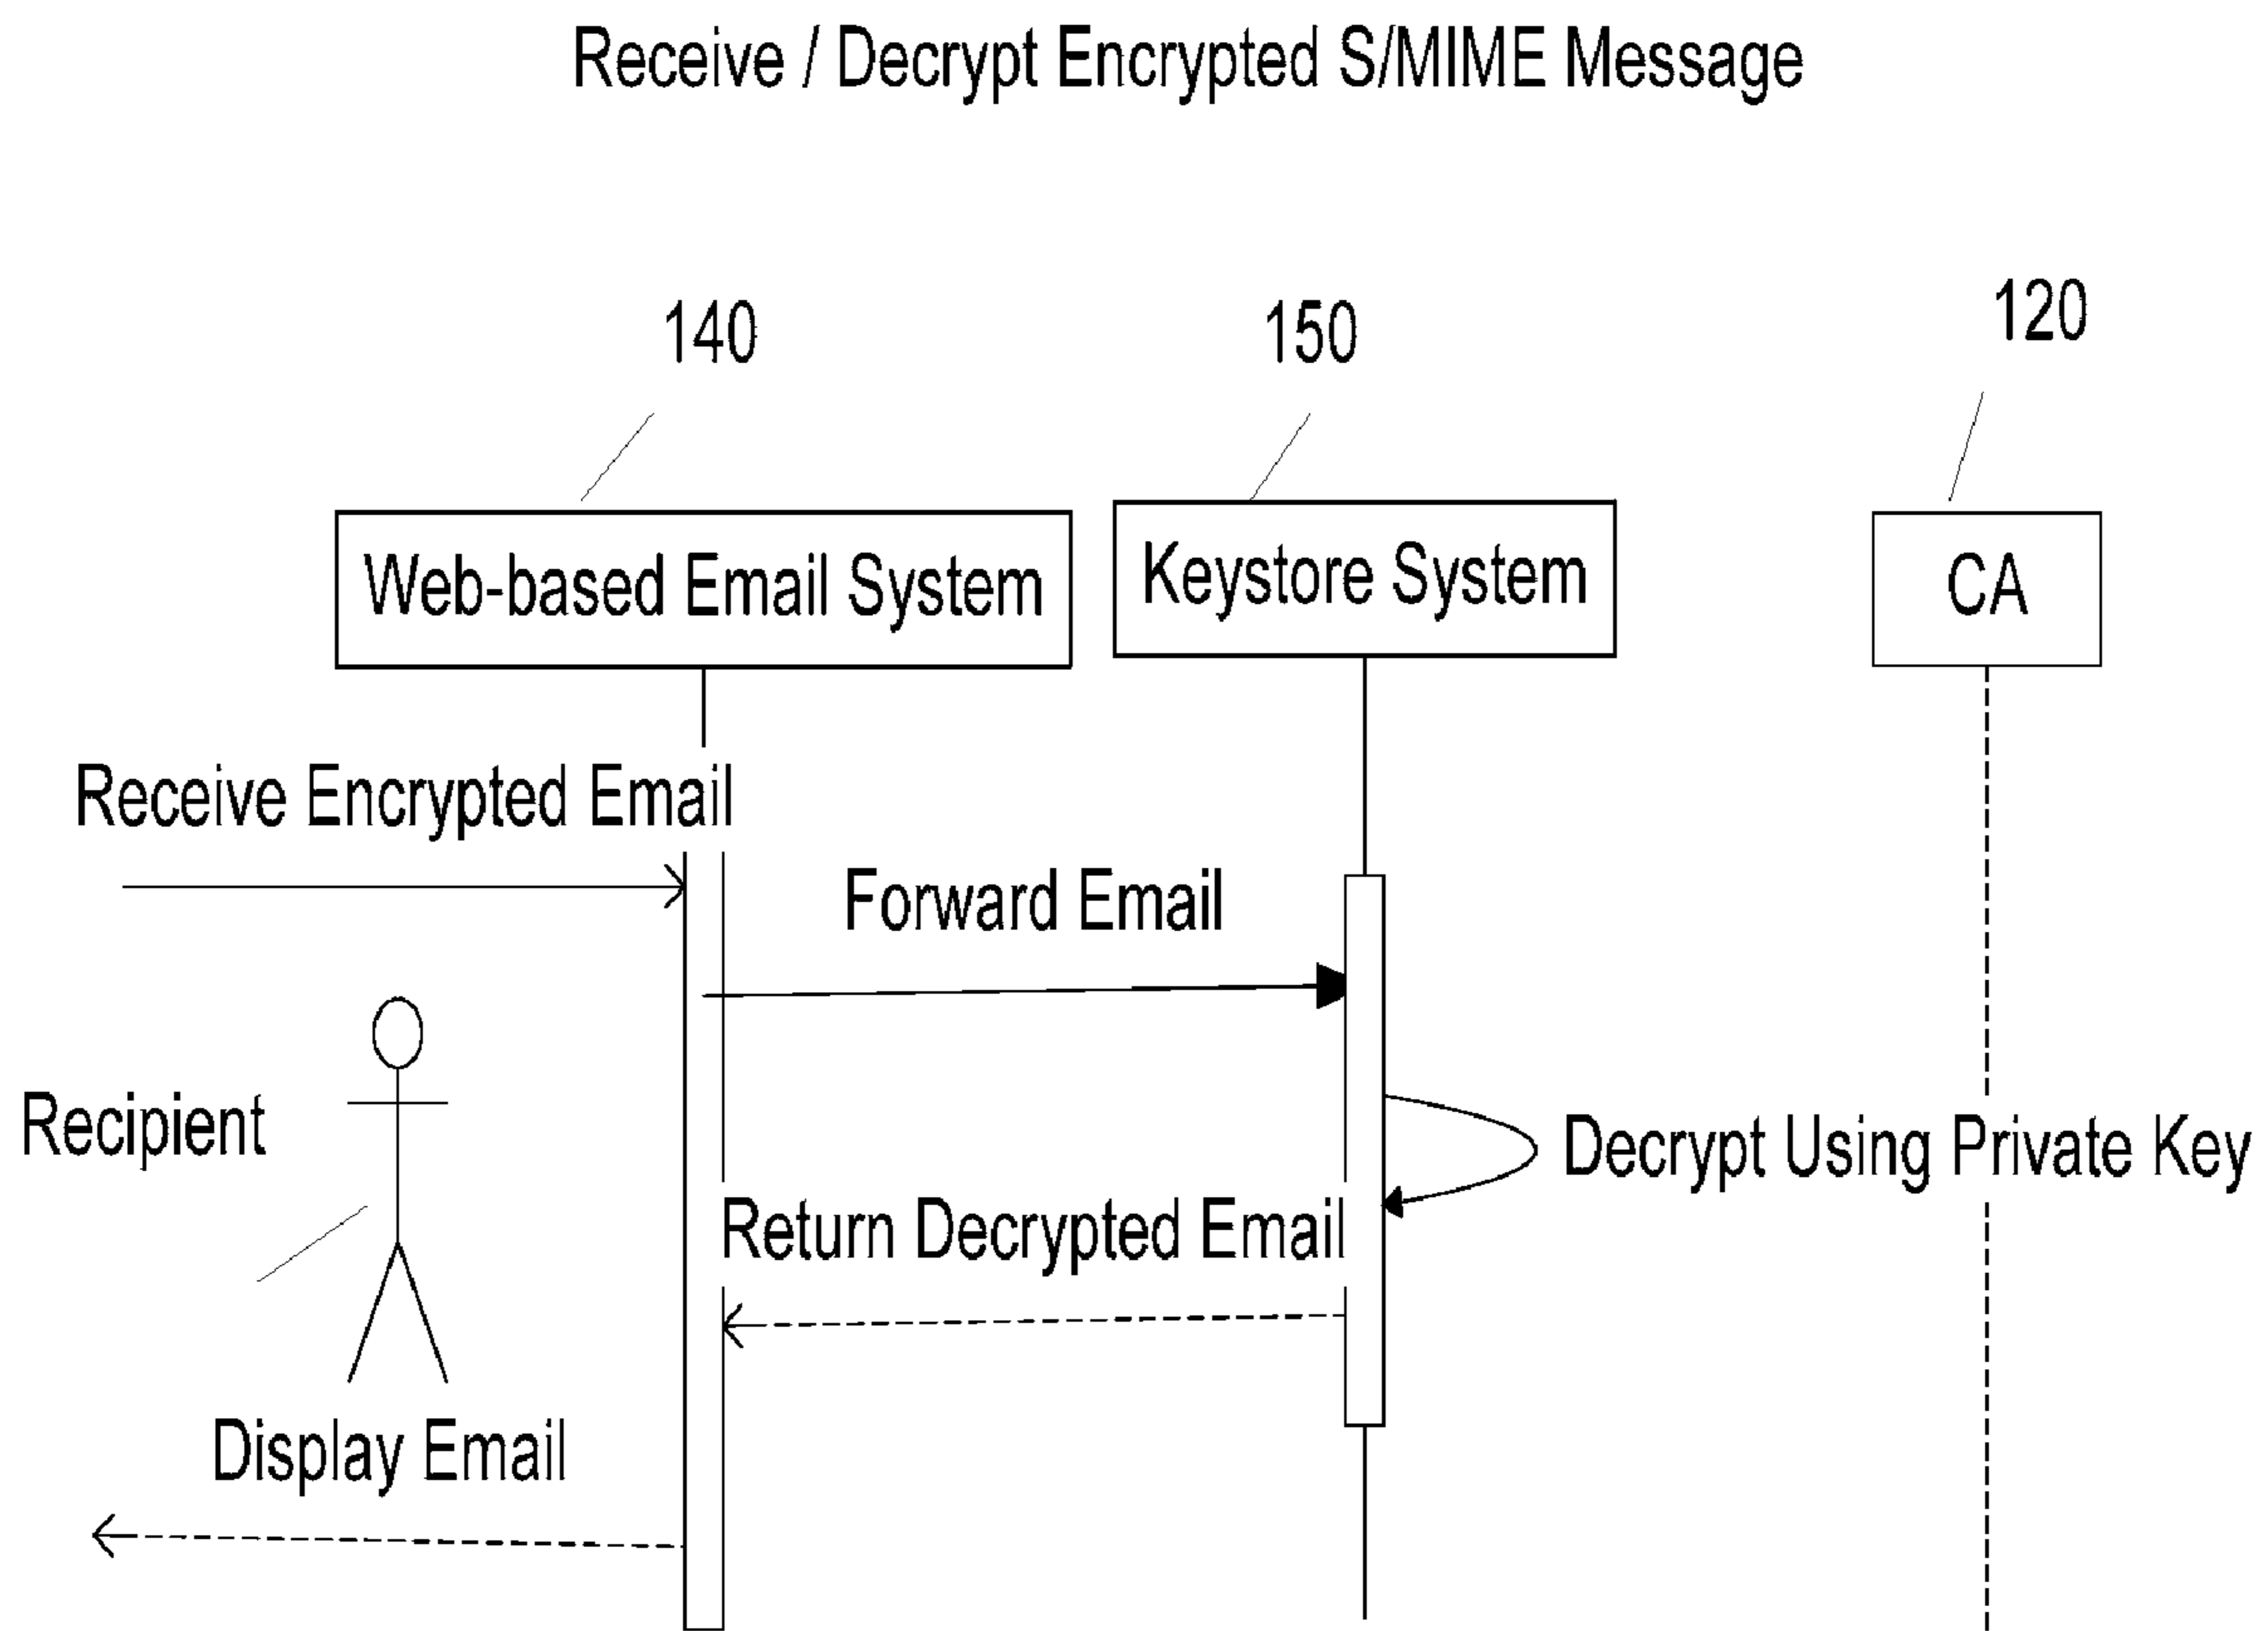 Receive / Decrypt Encrypted S/MIME Message
140
150
120
Web-based Email System
Keystore System
CA
Receive Encrypted Email
Forward Email
Recipient
Decrypt Using Private Key
Return Decrypted Email
Display Email